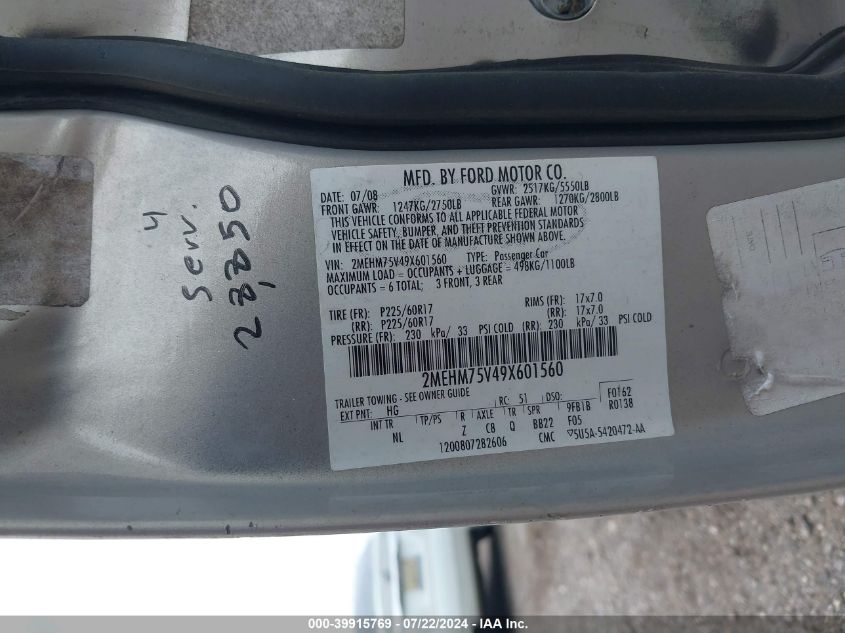 4
Serv.
28,850
MFD. BY FORD MOTOR CO.
DATE: 07/08 GVWR: 2517KG/5550LB
FRONT GAWR: 1247KG/2750LB REAR GAWR: 1270KG/2800LB
THIS VEHICLE CONFORMS TO ALL APPLICABLE FEDERAL MOTOR
VEHICLE SAFETY, BUMPER, AND THEFT PREVENTION STANDARDS
IN EFFECT ON THE DATE OF MANUFACTURE SHOWN ABOVE.
VIN: 2MEHM75V49X601560 TYPE: Passenger Car
MAXIMUM LOAD = OCCUPANTS + LUGGAGE = 498KG/1100LB
OCCUPANTS = 6 TOTAL; 3 FRONT, 3 REAR
TIRE (FR): P225/60R17 RIMS (FR): 17x7.0
(RR): P225/60R17 (RR): 17x7.0
PRESSURE (FR): 230 kPa/ 33 PSI COLD (RR): 230 kPa/ 33 PSI COLD
2MEHM75V49X601560
TRAILER TOWING - SEE OWNER GUIDE
EXT PNT: HG RC: 51 DSO: F0162
INT TR TP/PS R AXLE TR SPR 9FB1B R0138
NL Z C8 Q BB22 F05
1200807282606 CMC 5U5A-5420472-AA
000-39915769 - 07/22/2024 - IAA Inc.